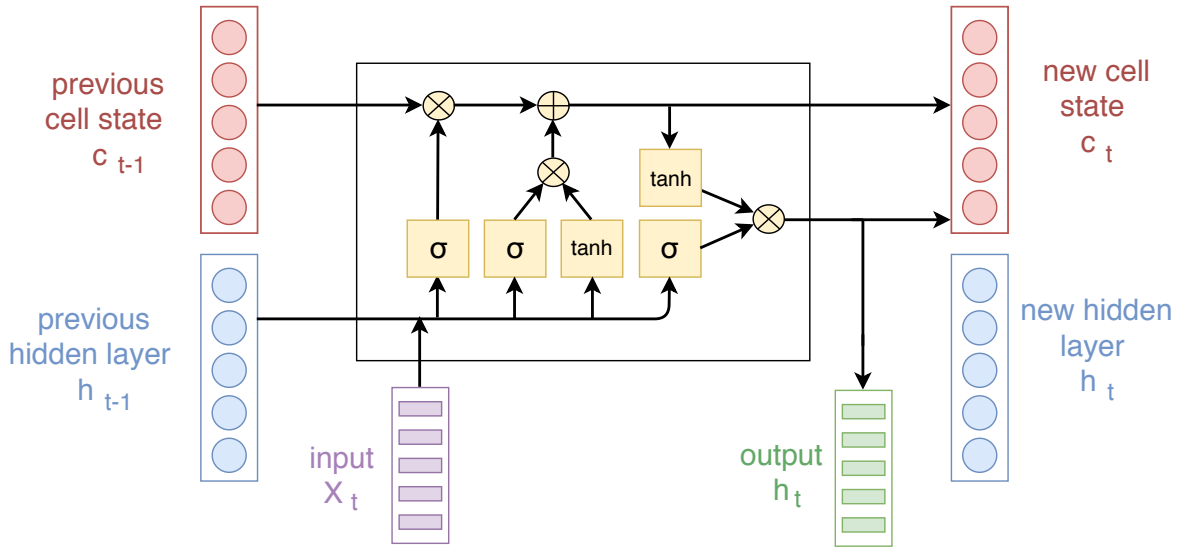 previous
cell state
c t-1
new cell
state
c t
tanh
σ
σ
tanh
σ
previous
hidden layer
h t-1
new hidden
layer
h t
input
X t
output
h t